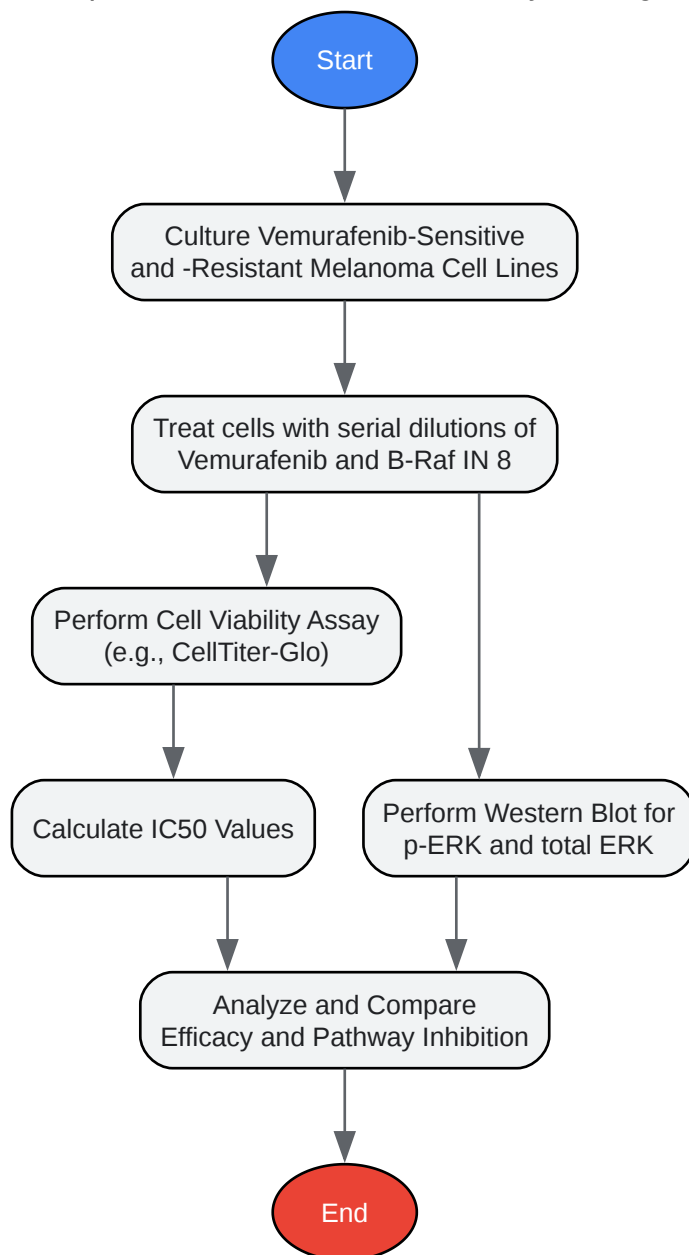 Start
Culture Vemurafenib-Sensitive
and -Resistant Melanoma Cell Lines
Treat cells with serial dilutions of
Vemurafenib and B-Raf IN 8
Perform Cell Viability Assay
(e.g., CellTiter-Glo)
Calculate IC50 Values
Perform Western Blot for
p-ERK and total ERK
Analyze and Compare
Efficacy and Pathway Inhibition
End